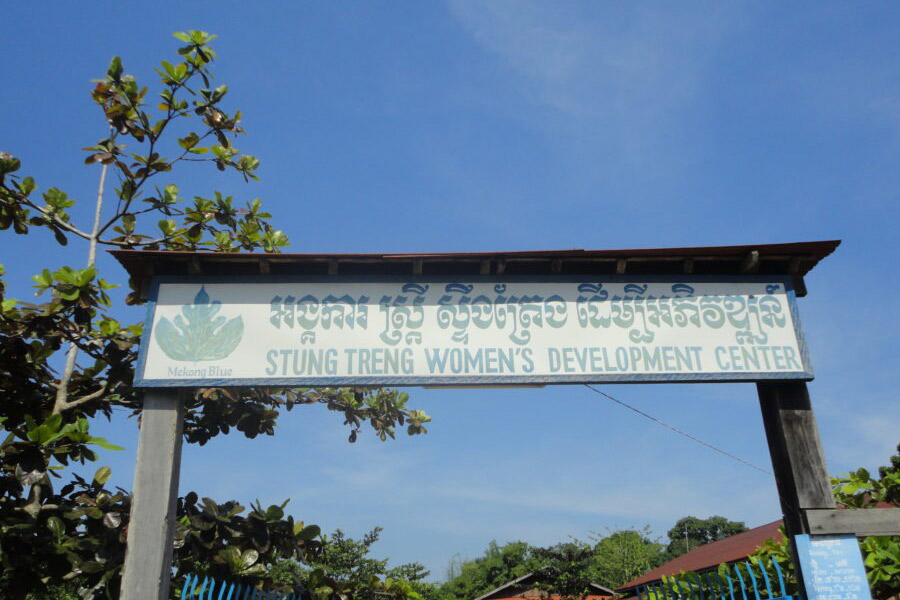 អង្គការ ស្ត្រី ស្ទឹងត្រែង ដើម្បីអភិវឌ្ឍន៍
STUNG TRENG WOMEN'S DEVELOPMENT CENTER
Mekong Blue